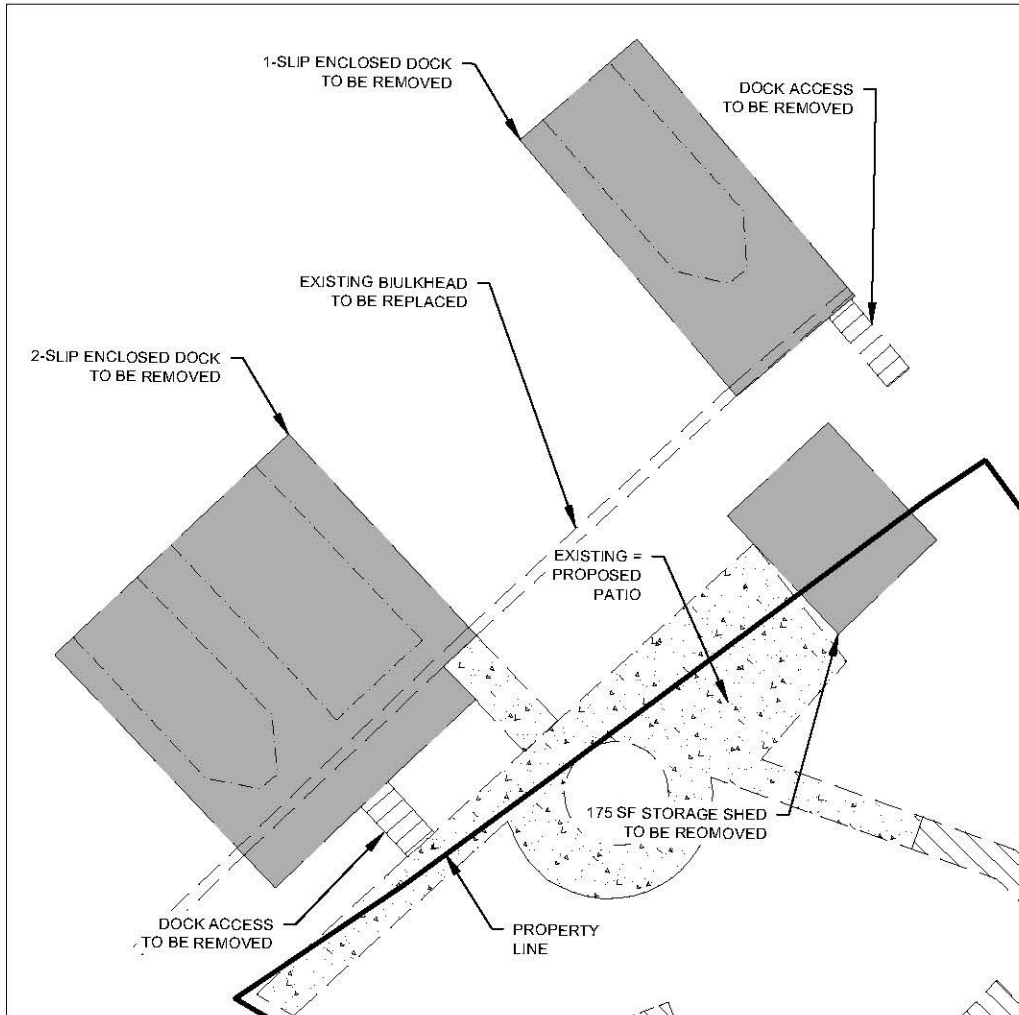 1-SLIP ENCLOSED DOCK
TO BE REMOVED
DOCK ACCESS
TO BE REMOVED
EXISTING BIULKHEAD
TO BE REPLACED
2-SLIP ENCLOSED DOCK
TO BE REMOVED
EXISTING =
PROPOSED
PATIO
175 SF STORAGE SHED
TO BE REOMOVED
DOCK ACCESS
TO BE REMOVED
PROPERTY
LINE